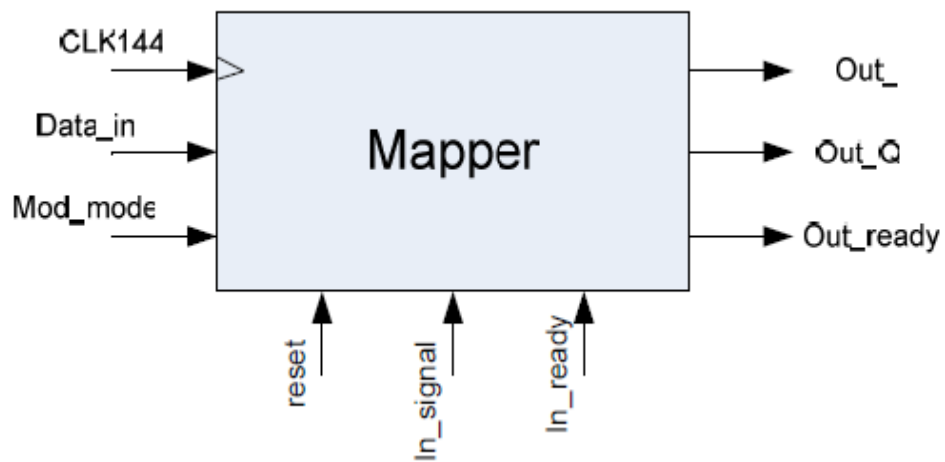 CLK144
Data_in
Mod_mode
Mapper
Out_
Out_Q
Out_ready
reset
In_signal
In_ready